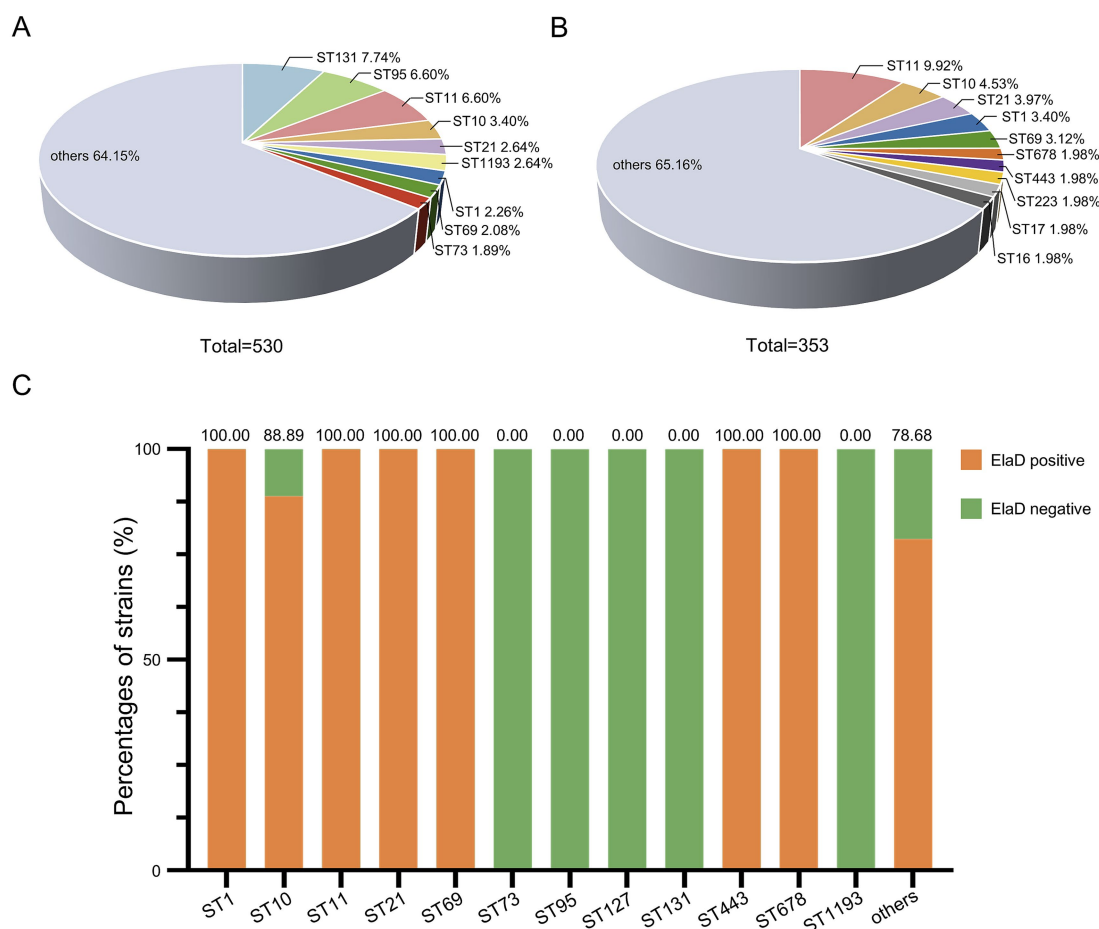 A
ST131 7.74%
ST95 6.60%
ST11 6.60%
ST10 3.40%
ST21 2.64%
ST1193 2.64%
ST1 2.26%
ST69 2.08%
ST73 1.89%
others 64.15%
Total=530
B
ST11 9.92%
ST10 4.53%
ST21 3.97%
ST1 3.40%
ST69 3.12%
ST678 1.98%
ST443 1.98%
ST223 1.98%
ST17 1.98%
ST16 1.98%
others 65.16%
Total=353
C
100.00 88.89 100.00 100.00 100.00 0.00 0.00 0.00 0.00 100.00 100.00 0.00 78.68
100
50
0
Percentages of strains (%)
ElaD positive
ElaD negative
ST1 ST10 ST11 ST21 ST69 ST73 ST95 ST127 ST131 ST443 ST678 ST1193 others